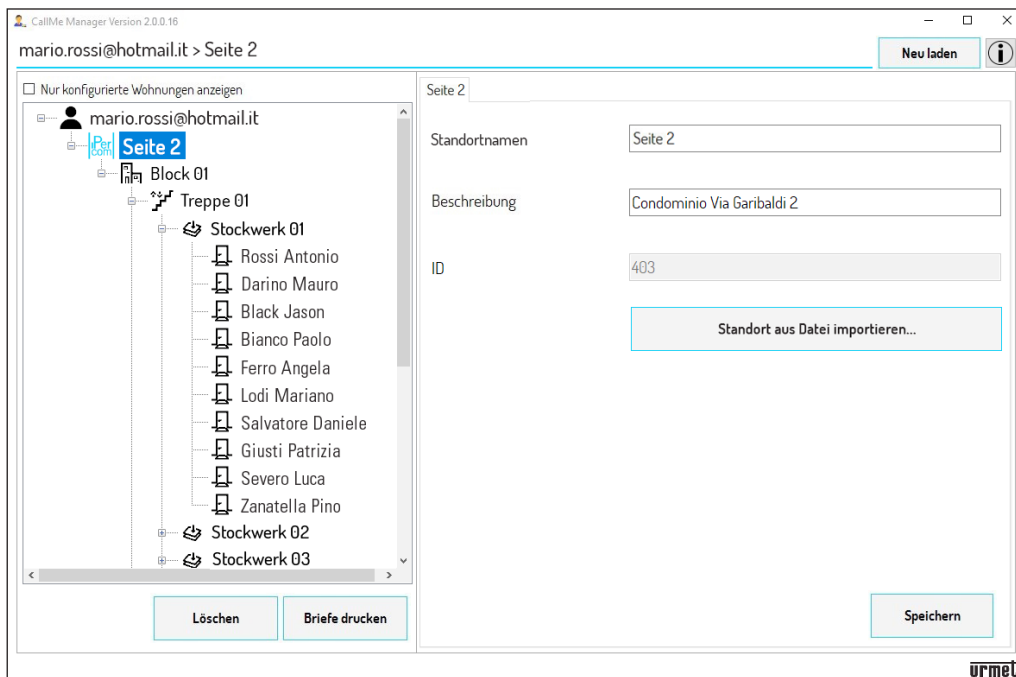 CallMe Manager Version 2.0.0.16
mario.rossi@hotmail.it > Seite 2
Neu laden
Nur konfigurierte Wohnungen anzeigen
mario.rossi@hotmail.it
iPercom
Seite 2
Block 01
Treppe 01
Stockwerk 01
Rossi Antonio
Darino Mauro
Black Jason
Bianco Paolo
Ferro Angela
Lodi Mariano
Salvatore Daniele
Giusti Patrizia
Severo Luca
Zanatella Pino
Stockwerk 02
Stockwerk 03
Löschen
Briefe drucken
Seite 2
Standortnamen
Seite 2
Beschreibung
Condominio Via Garibaldi 2
ID
403
Standort aus Datei importieren...
Speichern
urmet